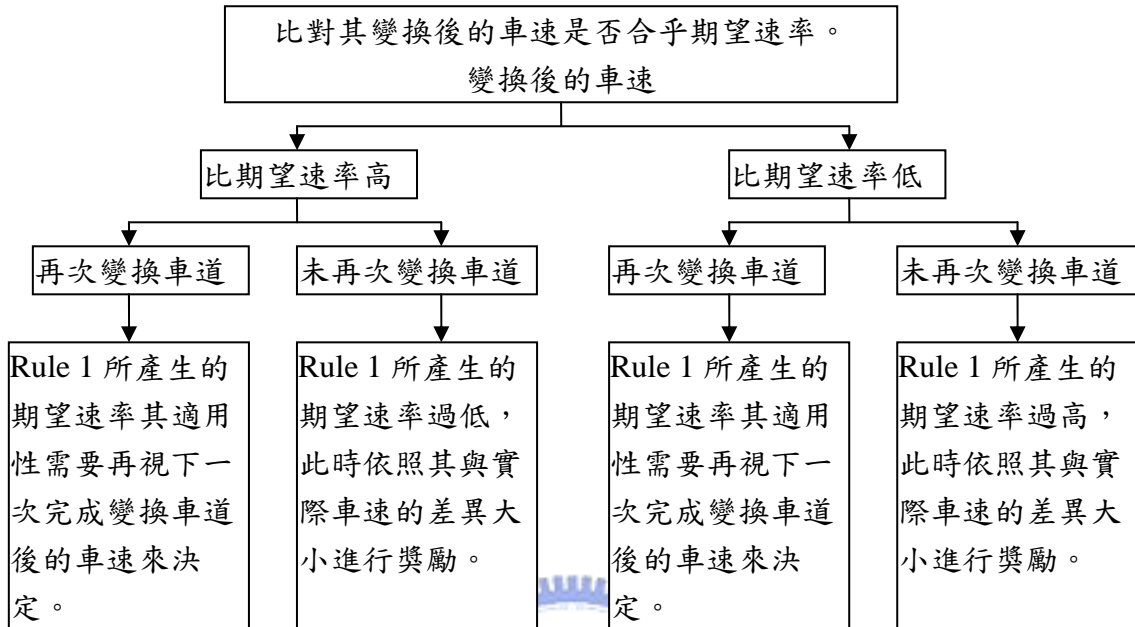 比對其變換後的車速是否合乎期望速率。
變換後的車速
比期望速率高
比期望速率低
再次變換車道
未再次變換車道
再次變換車道
未再次變換車道
Rule 1 所產生的
期望速率其適用
性需要再視下一
次完成變換車道
後的車速來決
定。
Rule 1 所產生的
期望速率過低，
此時依照其與實
際車速的差異大
小進行獎勵。
Rule 1 所產生的
期望速率其適用
性需要再視下一
次完成變換車道
後的車速來決
定。
Rule 1 所產生的
期望速率過高，
此時依照其與實
際車速的差異大
小進行獎勵。